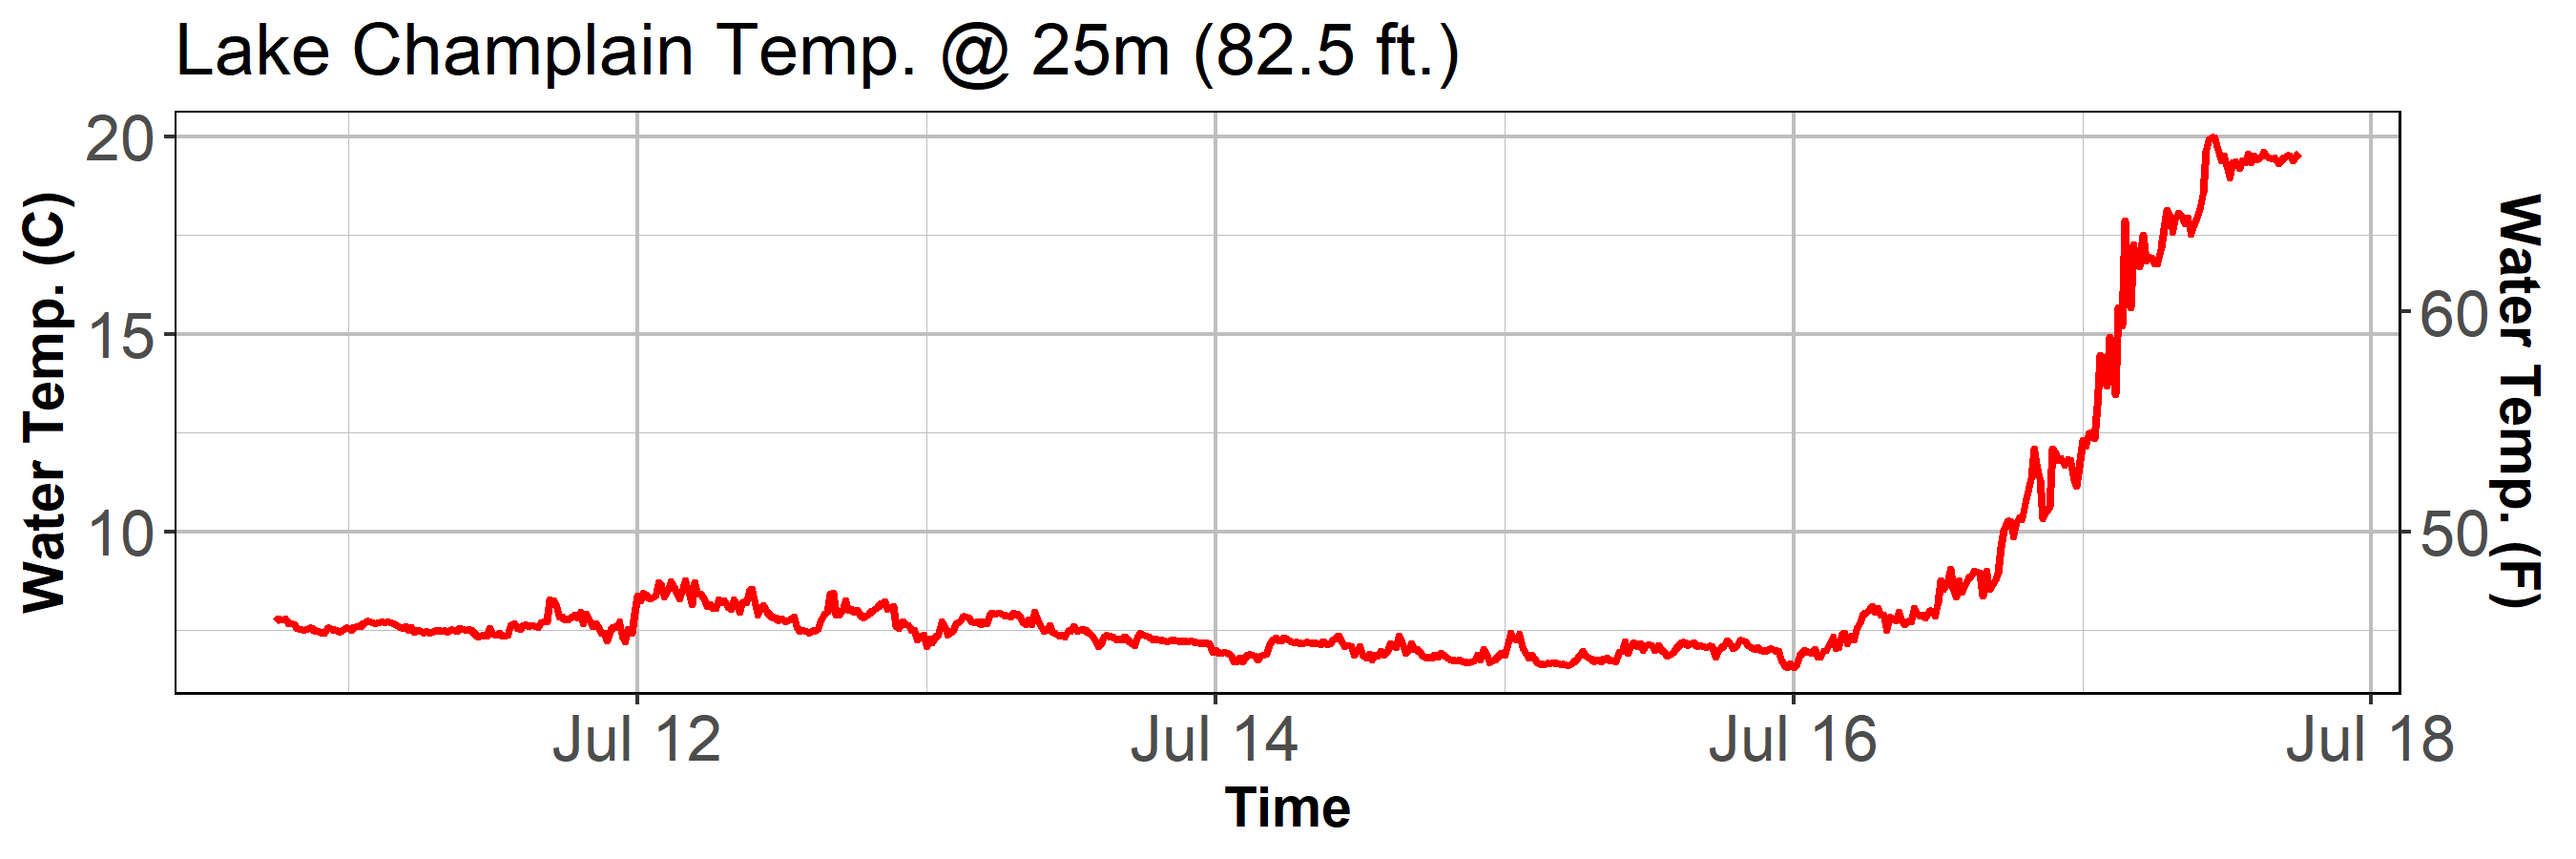 Lake Champlain Temp. @ 25m (82.5 ft.)
20
15
10
Water Temp. (C)
60
50
Water Temp. (F)
Jul 12
Jul 14
Jul 16
Jul 18
Time